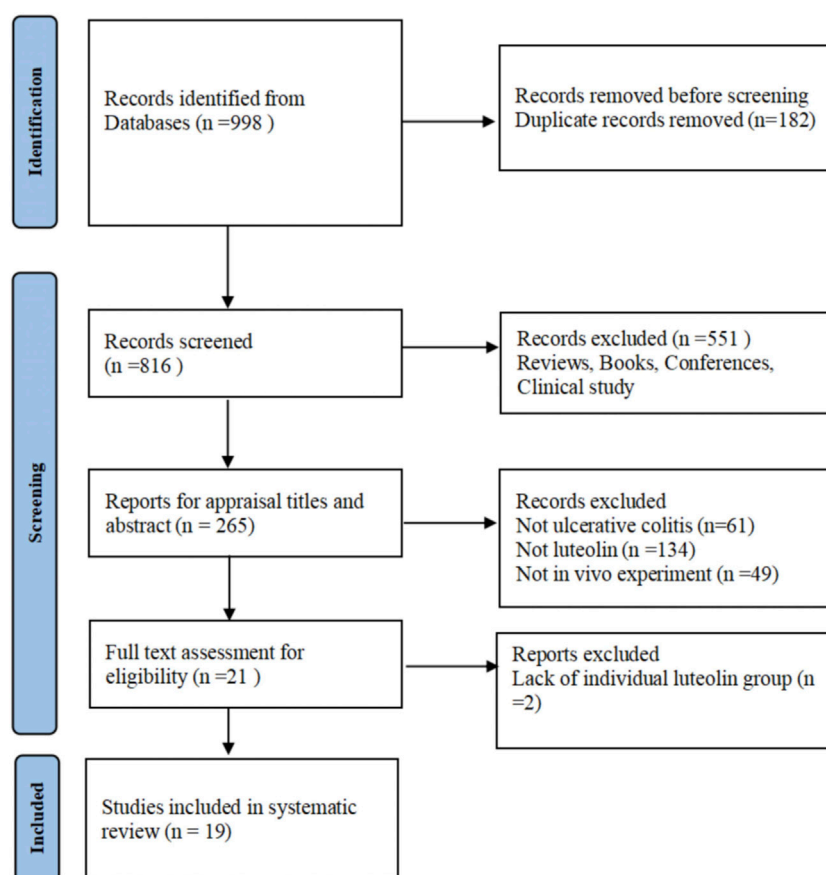 Identification
Records identified from
Databases (n =998 )
Records removed before screening
Duplicate records removed (n=182)
Screening
Records screened
(n =816 )
Records excluded (n =551 )
Reviews, Books, Conferences,
Clinical study
Reports for appraisal titles and
abstract (n = 265)
Records excluded
Not ulcerative colitis (n=61)
Not luteolin (n =134)
Not in vivo experiment (n =49)
Full text assessment for
eligibility (n =21 )
Reports excluded
Lack of individual luteolin group (n
=2)
Included
Studies included in systematic
review (n = 19)